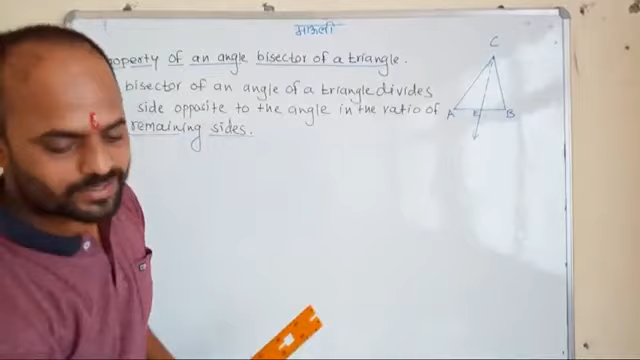 माऊली
roperty of an angle bisector of a triangle.
bisector of an angle of a triangle divides
side opposite to the angle in the ratio of
remaining sides.
C
A E B